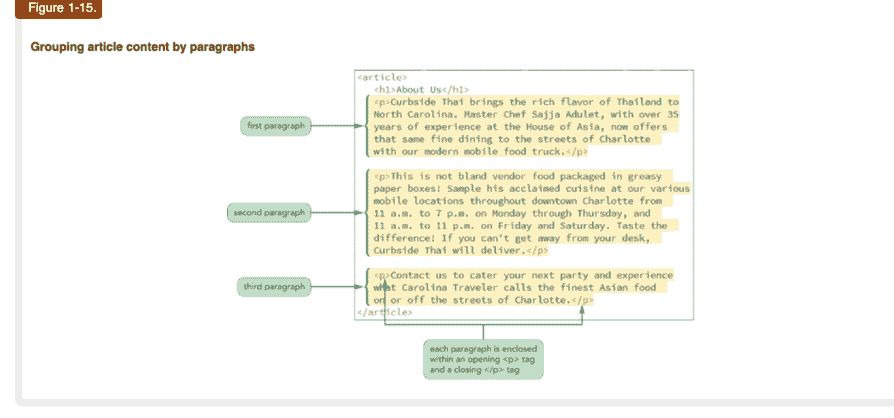 Figure 1-15.
Grouping article content by paragraphs
<article>
<h1>About Us</h1>
first paragraph
<p>Curbside Thai brings the rich flavor of Thailand to
North Carolina. Master Chef Sajja Adulet, with over 35
years of experience at the House of Asia, now offers
that same fine dining to the streets of Charlotte
with our modern mobile food truck.</p>
second paragraph
<p>This is not bland vendor food packaged in greasy
paper boxes! Sample his acclaimed cuisine at our various
mobile locations throughout downtown Charlotte from
11 a.m. to 7 p.m. on Monday through Thursday, and
11 a.m. to 11 p.m. on Friday and Saturday. Taste the
difference! If you can't get away from your desk,
Curbside Thai will deliver.</p>
third paragraph
<p>Contact us to cater your next party and experience
what Carolina Traveler calls the finest Asian food
on or off the streets of Charlotte.</p>
</article>
each paragraph is enclosed
within an opening <p> tag
and a closing </p> tag